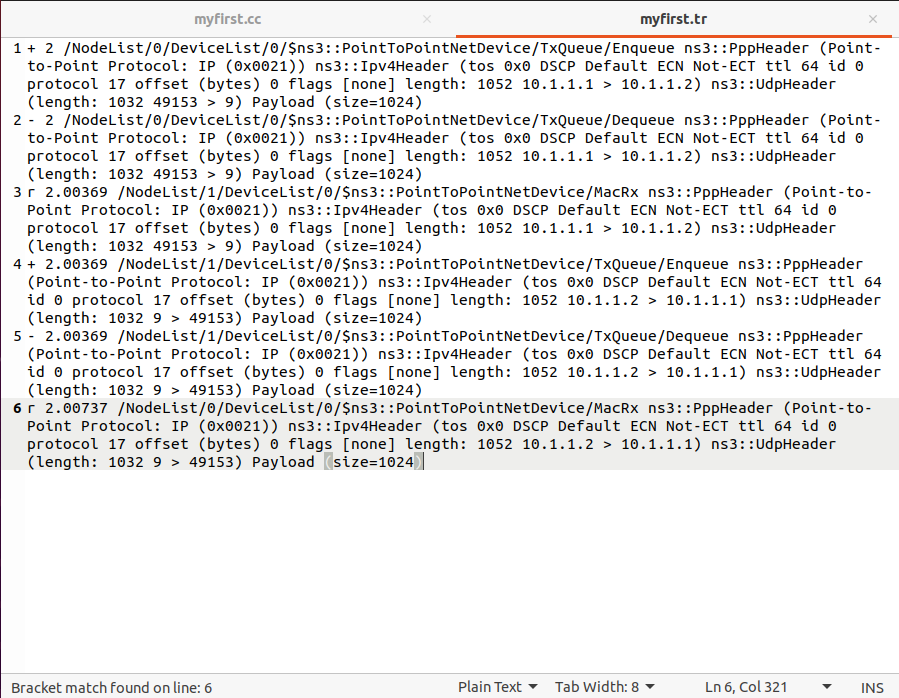 myfirst.cc × myfirst.tr ×
1 + 2 /NodeList/0/DeviceList/0/$ns3::PointToPointNetDevice/TxQueue/Enqueue ns3::PppHeader (Point-
to-Point Protocol: IP (0x0021)) ns3::Ipv4Header (tos 0x0 DSCP Default ECN Not-ECT ttl 64 id 0
protocol 17 offset (bytes) 0 flags [none] length: 1052 10.1.1.1 > 10.1.1.2) ns3::UdpHeader
(length: 1032 49153 > 9) Payload (size=1024)
2 - 2 /NodeList/0/DeviceList/0/$ns3::PointToPointNetDevice/TxQueue/Dequeue ns3::PppHeader (Point-
to-Point Protocol: IP (0x0021)) ns3::Ipv4Header (tos 0x0 DSCP Default ECN Not-ECT ttl 64 id 0
protocol 17 offset (bytes) 0 flags [none] length: 1052 10.1.1.1 > 10.1.1.2) ns3::UdpHeader
(length: 1032 49153 > 9) Payload (size=1024)
3 r 2.00369 /NodeList/1/DeviceList/0/$ns3::PointToPointNetDevice/MacRx ns3::PppHeader (Point-to-
Point Protocol: IP (0x0021)) ns3::Ipv4Header (tos 0x0 DSCP Default ECN Not-ECT ttl 64 id 0
protocol 17 offset (bytes) 0 flags [none] length: 1052 10.1.1.1 > 10.1.1.2) ns3::UdpHeader
(length: 1032 49153 > 9) Payload (size=1024)
4 + 2.00369 /NodeList/1/DeviceList/0/$ns3::PointToPointNetDevice/TxQueue/Enqueue ns3::PppHeader
(Point-to-Point Protocol: IP (0x0021)) ns3::Ipv4Header (tos 0x0 DSCP Default ECN Not-ECT ttl 64
id 0 protocol 17 offset (bytes) 0 flags [none] length: 1052 10.1.1.2 > 10.1.1.1) ns3::UdpHeader
(length: 1032 9 > 49153) Payload (size=1024)
5 - 2.00369 /NodeList/1/DeviceList/0/$ns3::PointToPointNetDevice/TxQueue/Dequeue ns3::PppHeader
(Point-to-Point Protocol: IP (0x0021)) ns3::Ipv4Header (tos 0x0 DSCP Default ECN Not-ECT ttl 64
id 0 protocol 17 offset (bytes) 0 flags [none] length: 1052 10.1.1.2 > 10.1.1.1) ns3::UdpHeader
(length: 1032 9 > 49153) Payload (size=1024)
6 r 2.00737 /NodeList/0/DeviceList/0/$ns3::PointToPointNetDevice/MacRx ns3::PppHeader (Point-to-
Point Protocol: IP (0x0021)) ns3::Ipv4Header (tos 0x0 DSCP Default ECN Not-ECT ttl 64 id 0
protocol 17 offset (bytes) 0 flags [none] length: 1052 10.1.1.2 > 10.1.1.1) ns3::UdpHeader
(length: 1032 9 > 49153) Payload (size=1024)
Bracket match found on line: 6 Plain Text Tab Width: 8 Ln 6, Col 321 INS